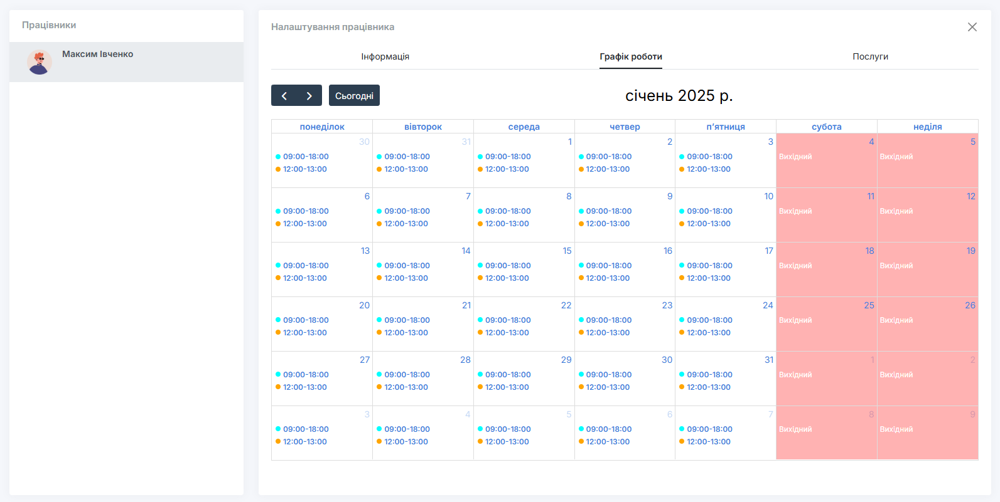 Працівники
Максим Івченко
Налаштування працівника
Інформація Графік роботи Послуги
Сьогодні
січень 2025 р.
понеділок вівторок середа четвер п’ятниця субота неділя
30 31 1 2 3 4 5
09:00-18:00 09:00-18:00 09:00-18:00 09:00-18:00 09:00-18:00 Вихідний Вихідний
12:00-13:00 12:00-13:00 12:00-13:00 12:00-13:00 12:00-13:00
6 7 8 9 10 11 12
09:00-18:00 09:00-18:00 09:00-18:00 09:00-18:00 09:00-18:00 Вихідний Вихідний
12:00-13:00 12:00-13:00 12:00-13:00 12:00-13:00 12:00-13:00
13 14 15 16 17 18 19
09:00-18:00 09:00-18:00 09:00-18:00 09:00-18:00 09:00-18:00 Вихідний Вихідний
12:00-13:00 12:00-13:00 12:00-13:00 12:00-13:00 12:00-13:00
20 21 22 23 24 25 26
09:00-18:00 09:00-18:00 09:00-18:00 09:00-18:00 09:00-18:00 Вихідний Вихідний
12:00-13:00 12:00-13:00 12:00-13:00 12:00-13:00 12:00-13:00
27 28 29 30 31 1 2
09:00-18:00 09:00-18:00 09:00-18:00 09:00-18:00 09:00-18:00 Вихідний Вихідний
12:00-13:00 12:00-13:00 12:00-13:00 12:00-13:00 12:00-13:00
3 4 5 6 7 8 9
09:00-18:00 09:00-18:00 09:00-18:00 09:00-18:00 09:00-18:00 Вихідний Вихідний
12:00-13:00 12:00-13:00 12:00-13:00 12:00-13:00 12:00-13:00